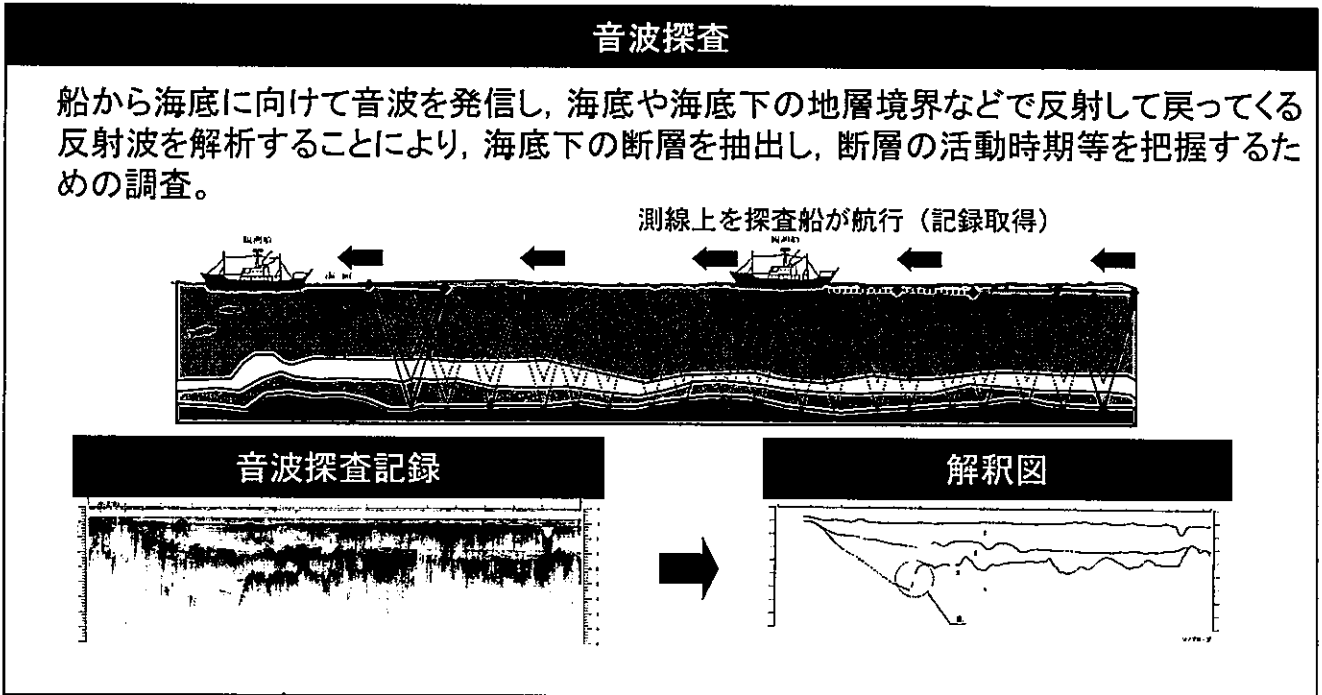 音波探査
船から海底に向けて音波を発信し，海底や海底下の地層境界などで反射して戻ってくる
反射波を解析することにより，海底下の断層を抽出し，断層の活動時期等を把握するた
めの調査。
測線上を探査船が航行（記録取得）
音波探査記録
解釈図